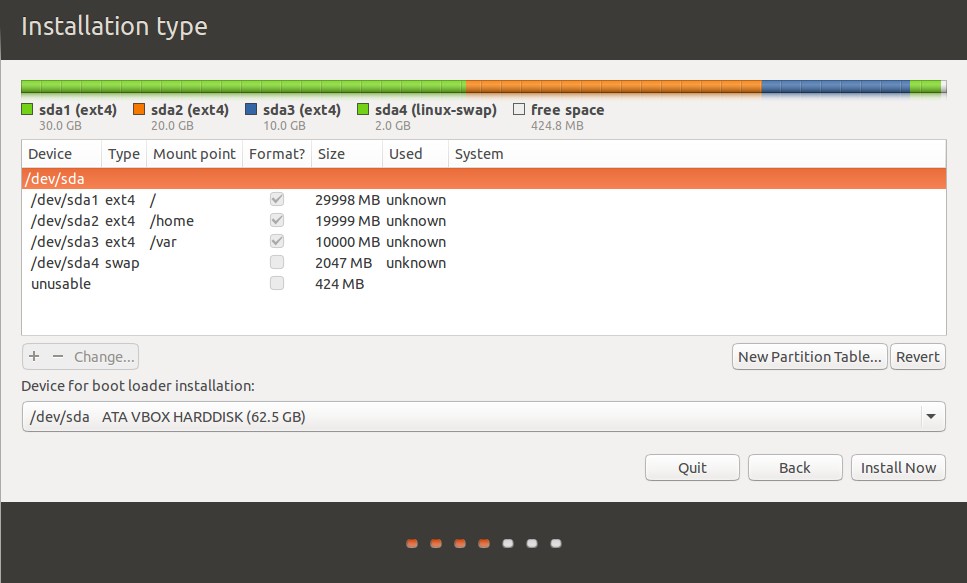 Installation type
sda1 (ext4) sda2 (ext4) sda3 (ext4) sda4 (linux-swap) free space
30.0 GB 20.0 GB 10.0 GB 2.0 GB 424.8 MB
Device Type Mount point Format? Size Used System
/dev/sda
/dev/sda1 ext4 / 29998 MB unknown
/dev/sda2 ext4 /home 19999 MB unknown
/dev/sda3 ext4 /var 10000 MB unknown
/dev/sda4 swap 2047 MB unknown
unusable 424 MB
+ − Change... New Partition Table... Revert
Device for boot loader installation:
/dev/sda ATA VBOX HARDDISK (62.5 GB)
Quit Back Install Now